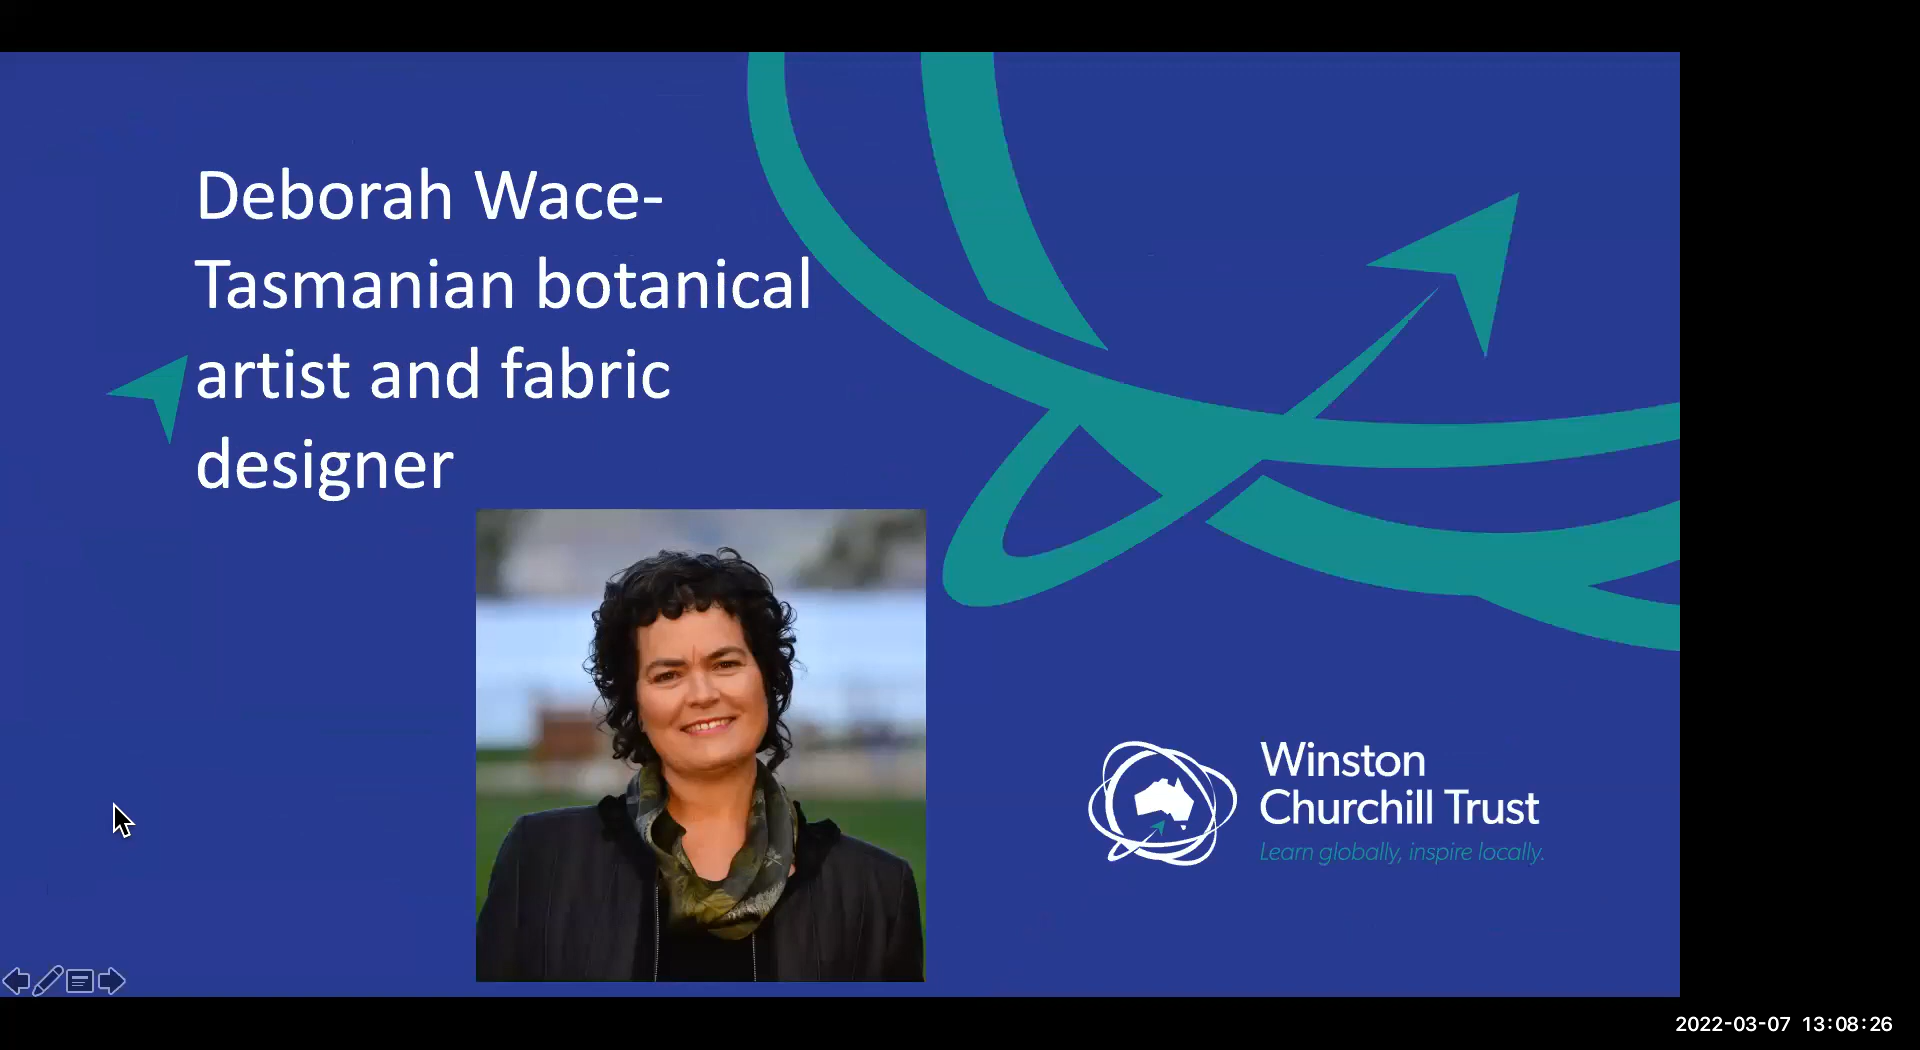 Deborah Wace-
Tasmanian botanical
artist and fabric
designer
Winston
Churchill Trust
Learn globally, inspire locally.
2022-03-07 13:08:26